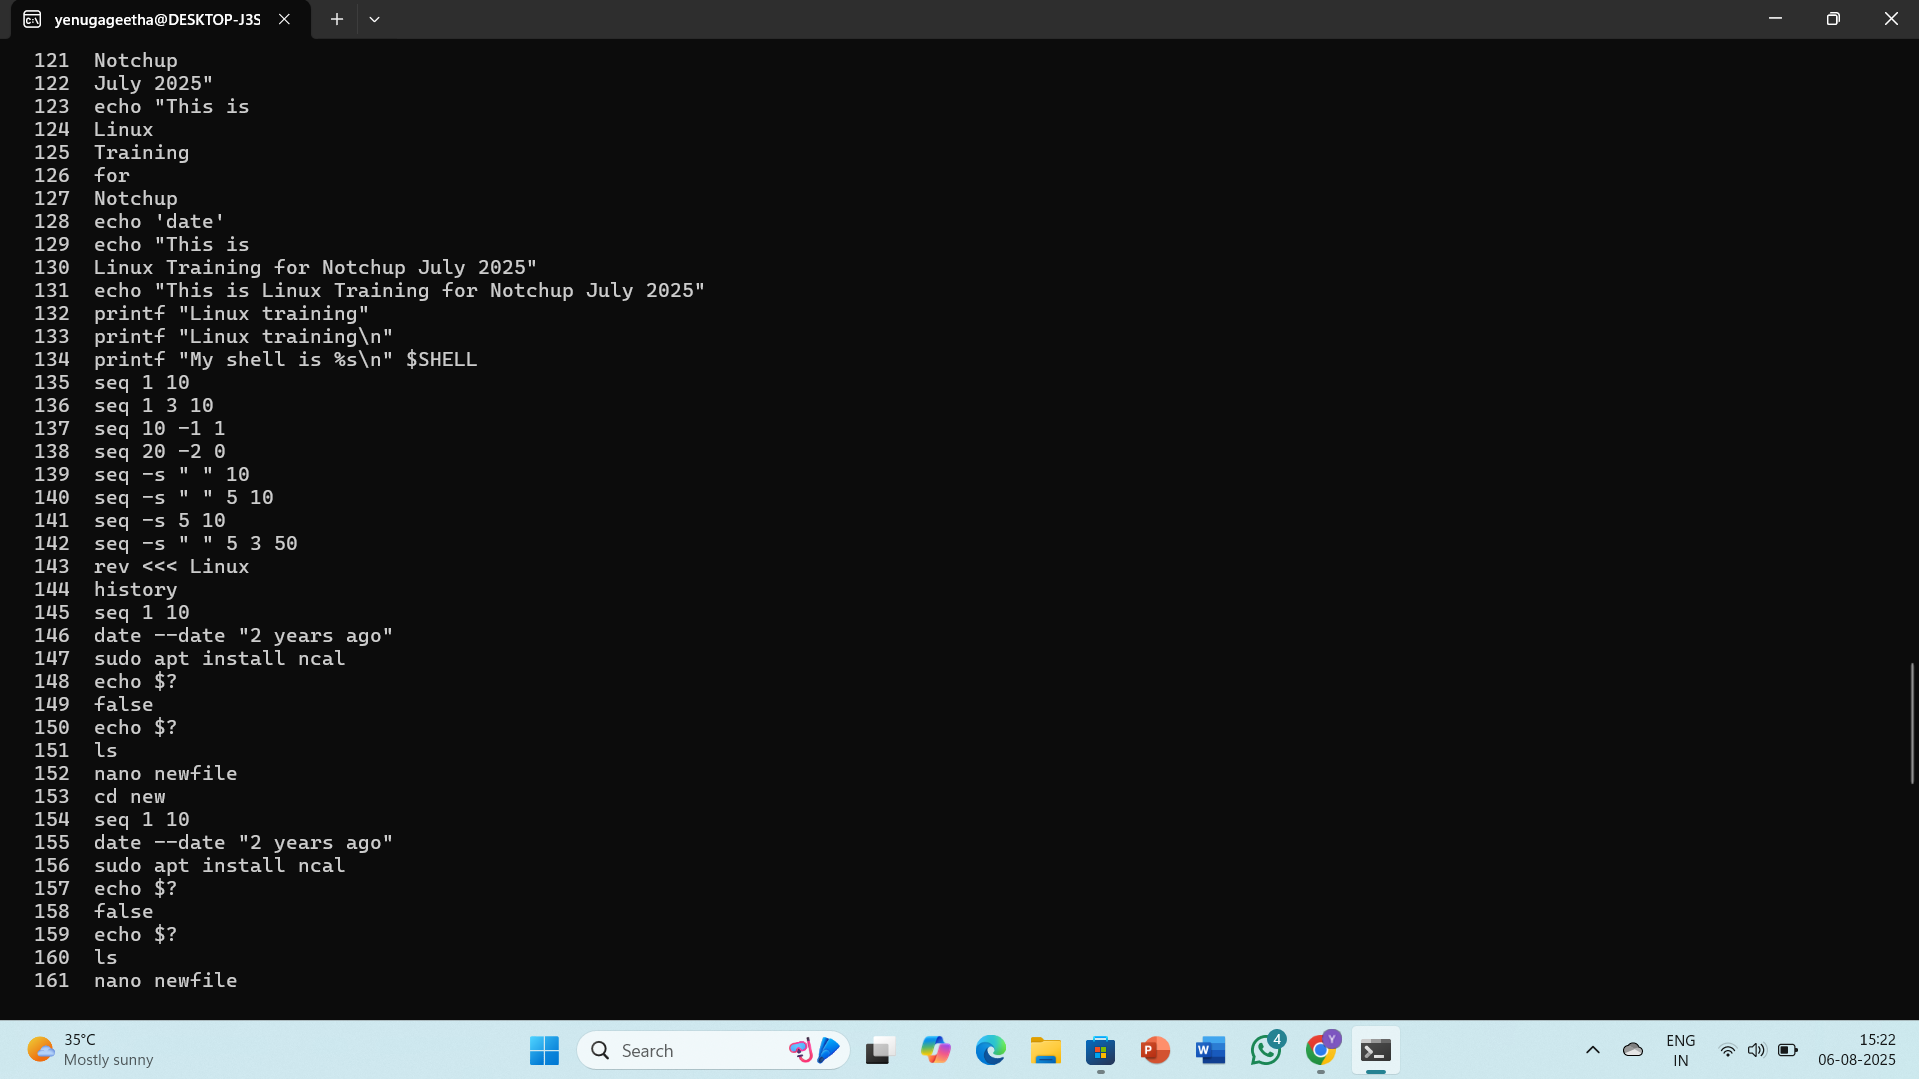 yenugageetha@DESKTOP-J3S
121 Notchup
122 July 2025"
123 echo "This is
124 Linux
125 Training
126 for
127 Notchup
128 echo 'date'
129 echo "This is
130 Linux Training for Notchup July 2025"
131 echo "This is Linux Training for Notchup July 2025"
132 printf "Linux training"
133 printf "Linux training\n"
134 printf "My shell is %s\n" $SHELL
135 seq 1 10
136 seq 1 3 10
137 seq 10 -1 1
138 seq 20 -2 0
139 seq -s " " 10
140 seq -s " " 5 10
141 seq -s 5 10
142 seq -s " " 5 3 50
143 rev <<< Linux
144 history
145 seq 1 10
146 date --date "2 years ago"
147 sudo apt install ncal
148 echo $?
149 false
150 echo $?
151 ls
152 nano newfile
153 cd new
154 seq 1 10
155 date --date "2 years ago"
156 sudo apt install ncal
157 echo $?
158 false
159 echo $?
160 ls
161 nano newfile
35°C
Mostly sunny
Search
4
Y
ENG
IN
15:22
06-08-2025